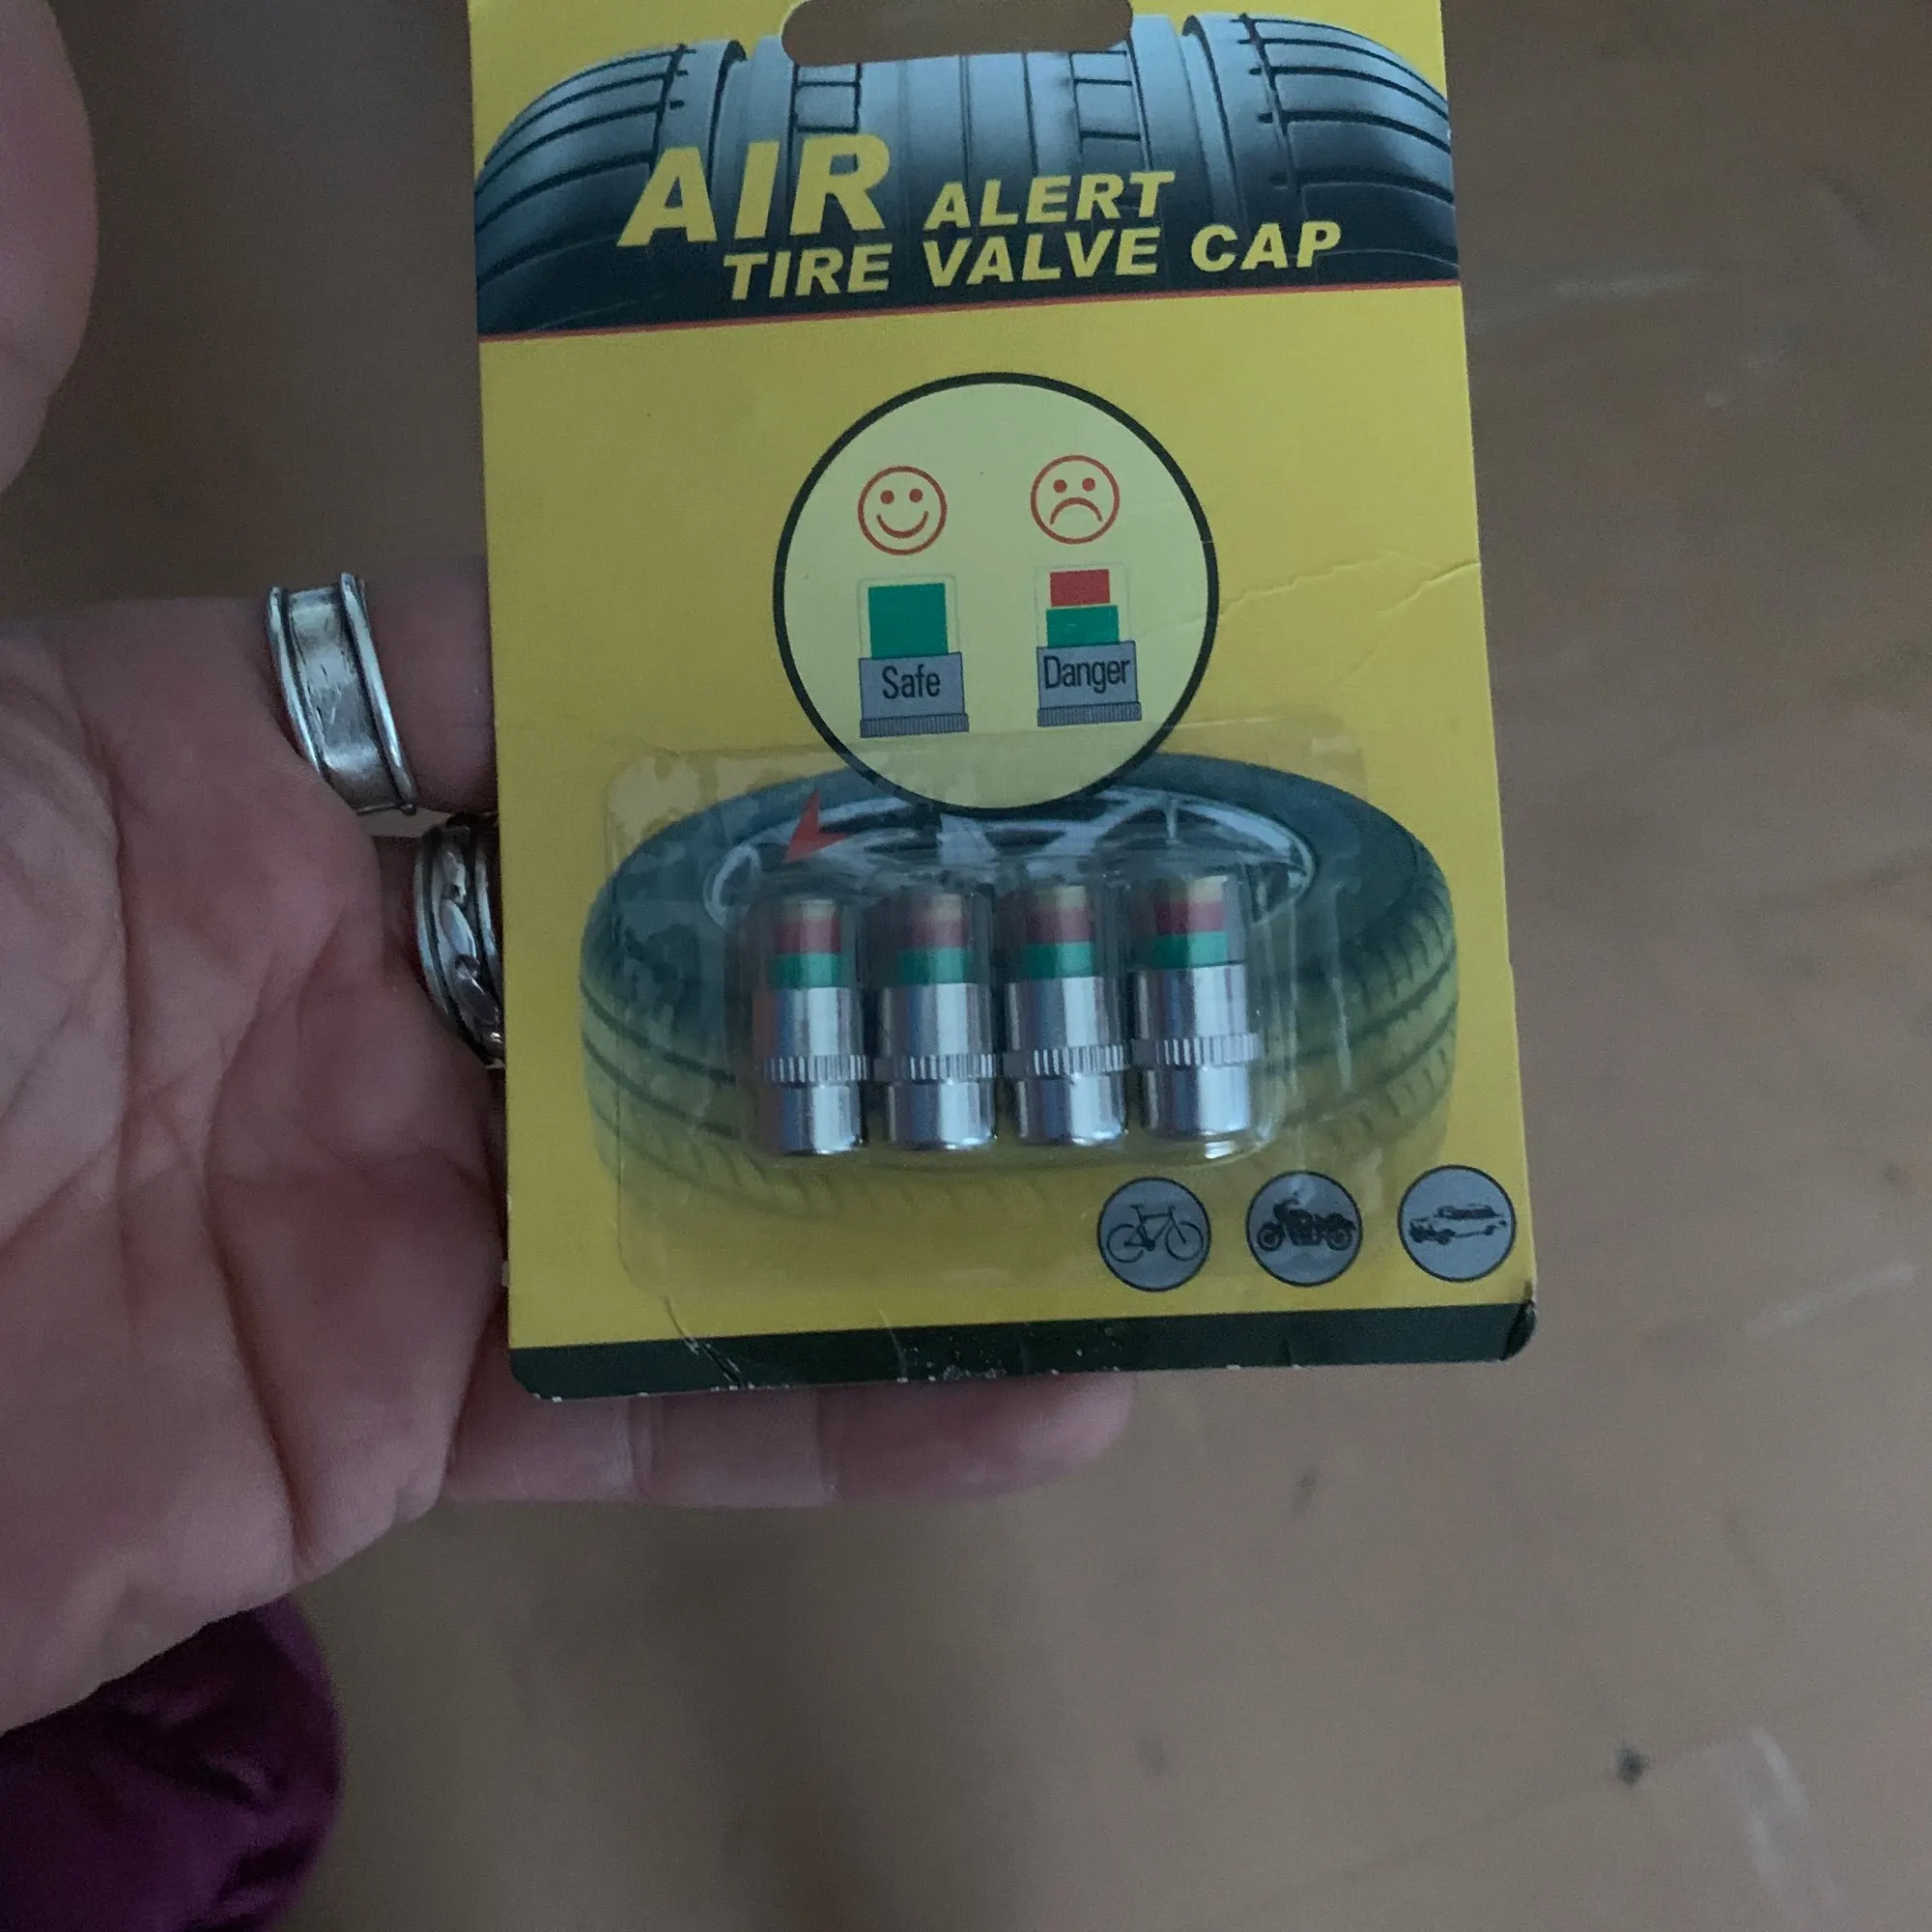 AIR ALERT
TIRE VALVE CAP
Safe
Danger